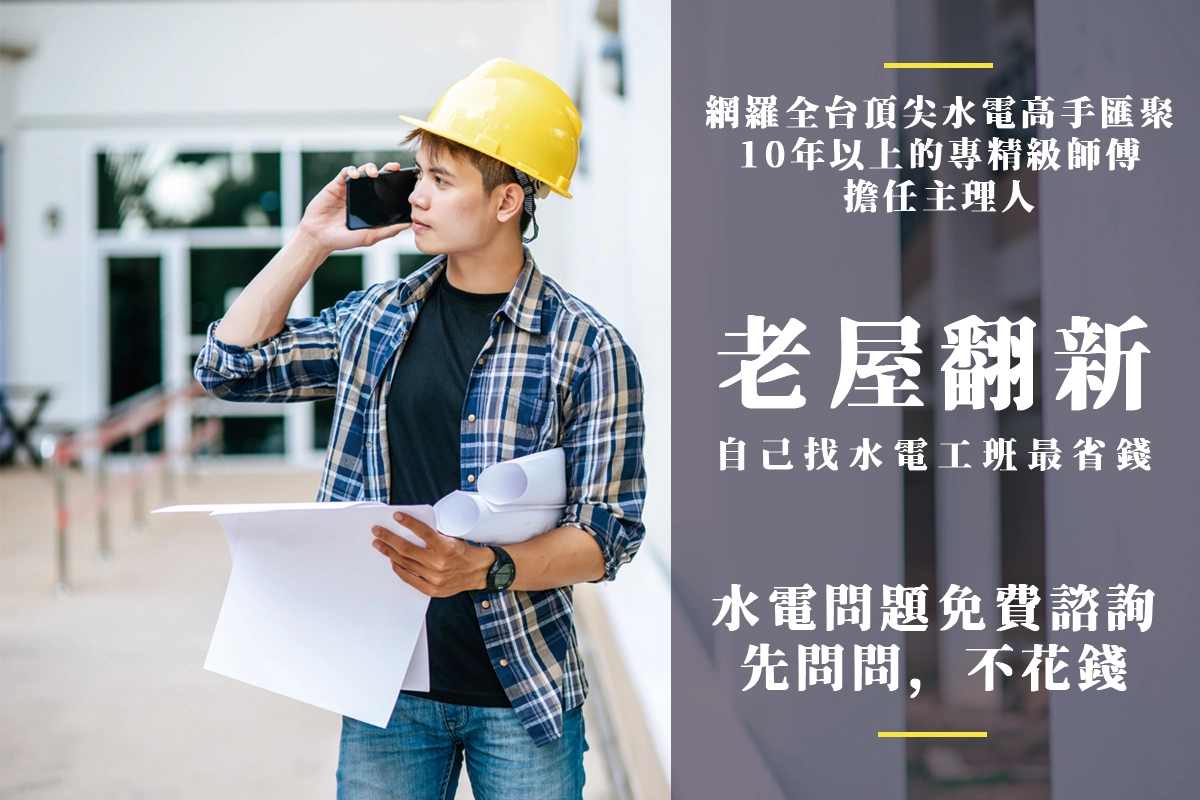 網羅全台頂尖水電高手匯聚
10年以上的專精級師傅
擔任主理人
老屋翻新
自己找水電工班最省錢
水電問題免費諮詢
先問問，不花錢